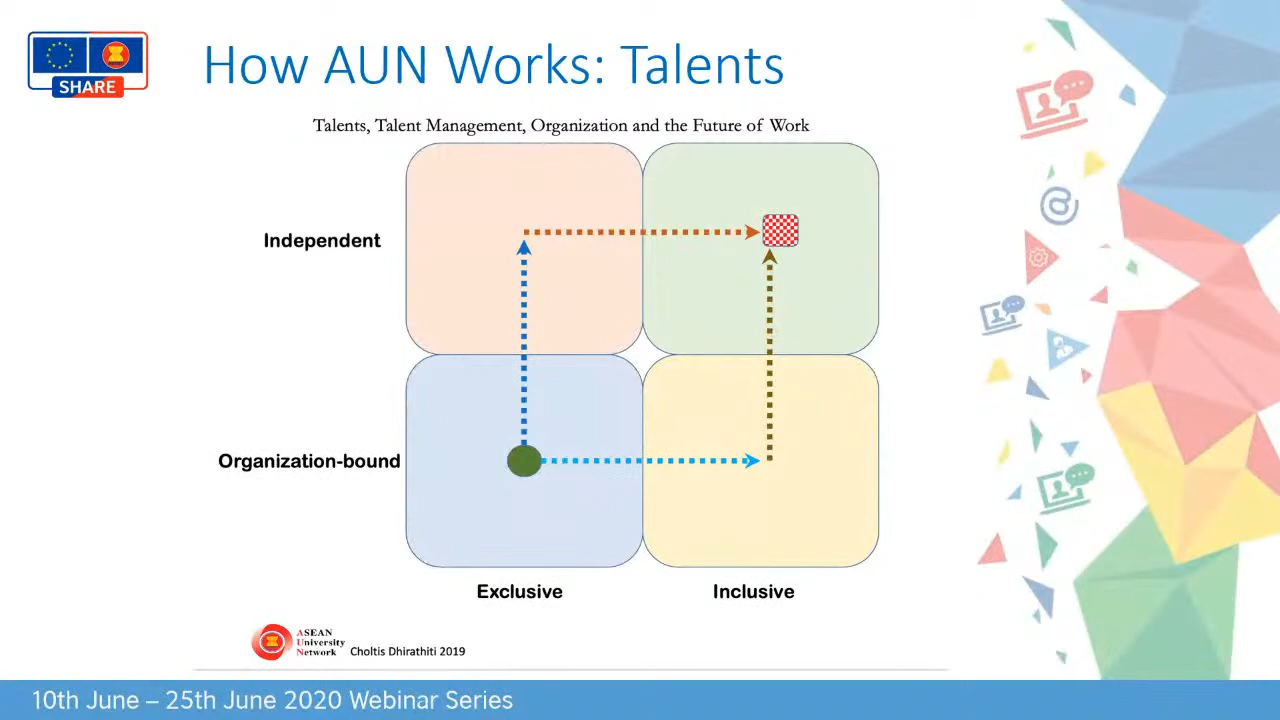 SHARE
How AUN Works: Talents
Talents, Talent Management, Organization and the Future of Work
Independent
Organization-bound
Exclusive
Inclusive
ASEAN
University
Network
Choltis Dhirathiti 2019
10th June – 25th June 2020 Webinar Series